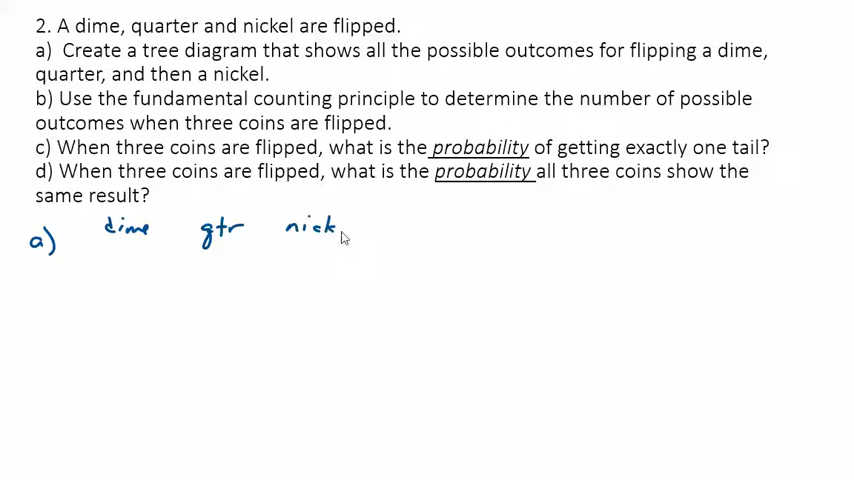 2. A dime, quarter and nickel are flipped.
a) Create a tree diagram that shows all the possible outcomes for flipping a dime,
quarter, and then a nickel.
b) Use the fundamental counting principle to determine the number of possible
outcomes when three coins are flipped.
c) When three coins are flipped, what is the probability of getting exactly one tail?
d) When three coins are flipped, what is the probability all three coins show the
same result?
a) dime qtr nick